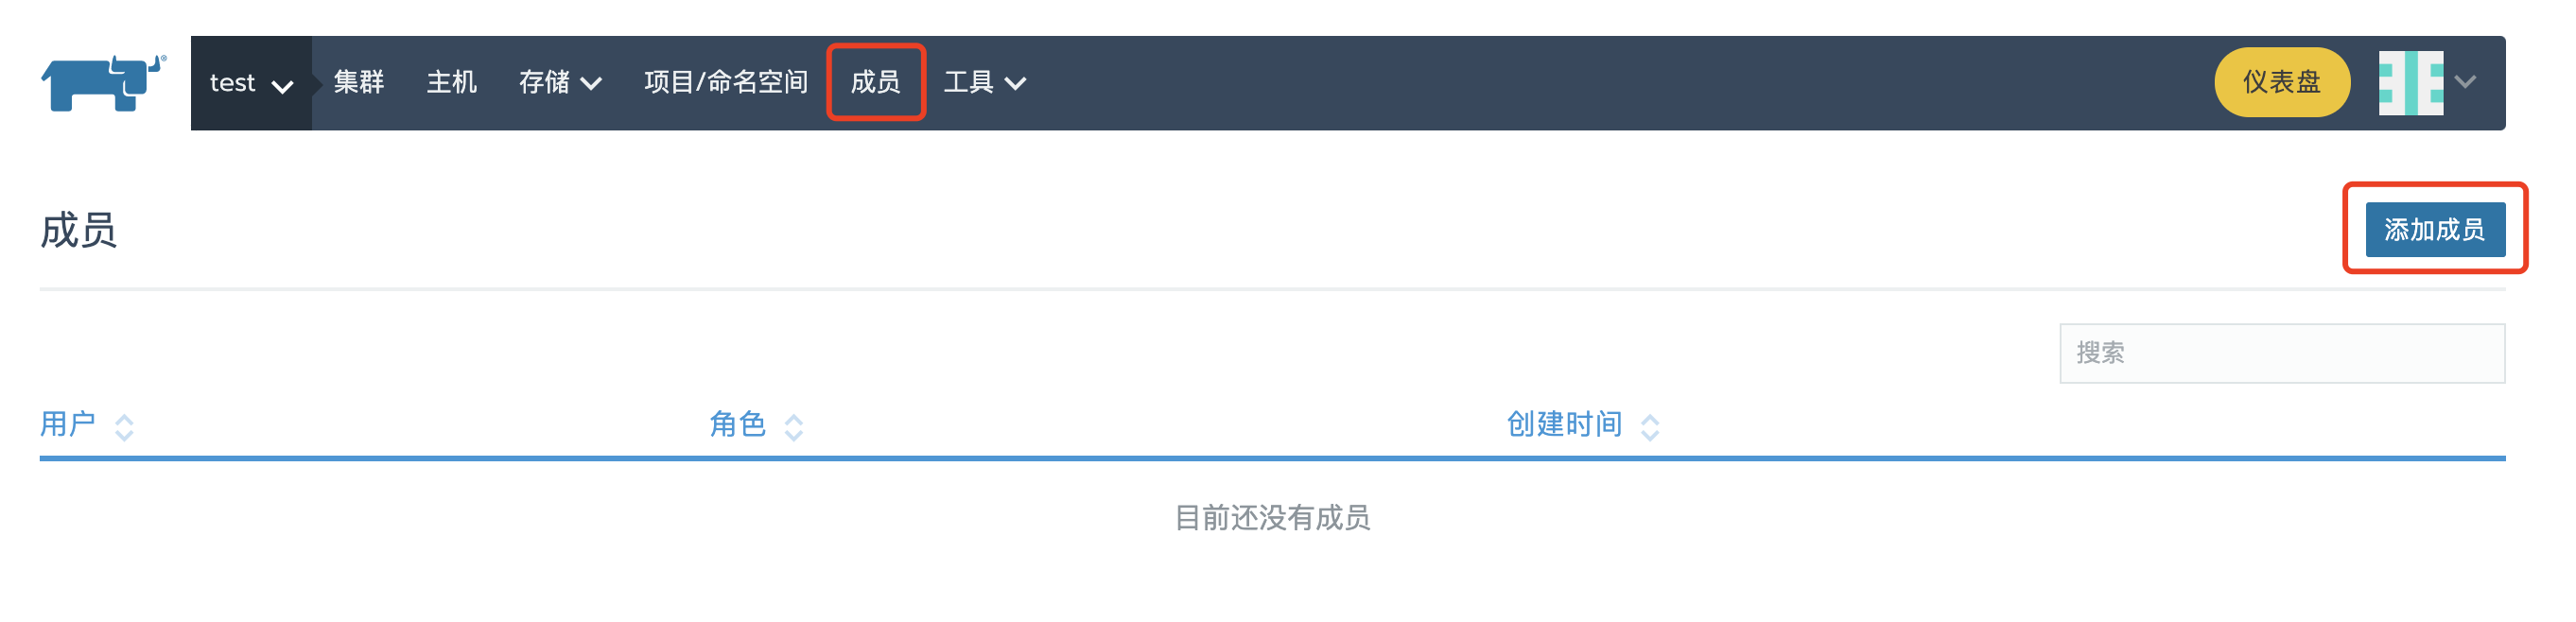 test 集群 主机 存储 项目/命名空间 成员 工具 仪表盘
成员 添加成员
搜索
用户 角色 创建时间
目前还没有成员